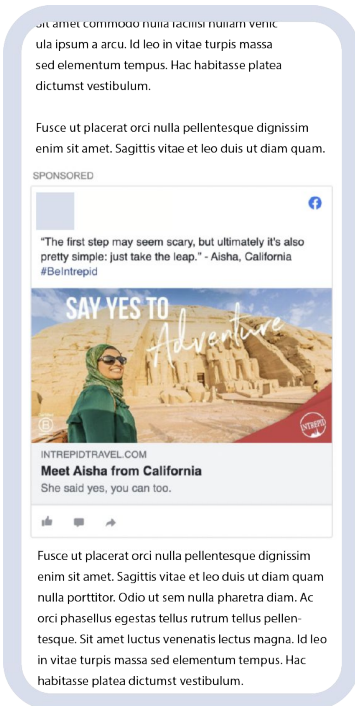 Sit amet commodo nulla facilisi nullam vehic
ula ipsum a arcu. Id leo in vitae turpis massa
sed elementum tempus. Hac habitasse platea
dictumst vestibulum.
Fusce ut placerat orci nulla pellentesque dignissim
enim sit amet. Sagittis vitae et leo duis ut diam quam.
SPONSORED
“The first step may seem scary, but ultimately it's also
pretty simple: just take the leap.” - Aisha, California
#BeIntrepid
SAY YES TO
Adventure
INTREPID
INTREPIDTRAVEL.COM
Meet Aisha from California
She said yes, you can too.
Fusce ut placerat orci nulla pellentesque dignissim
enim sit amet. Sagittis vitae et leo duis ut diam quam
nulla porttitor. Odio ut sem nulla pharetra diam. Ac
orci phasellus egestas tellus rutrum tellus pellen-
tesque. Sit amet luctus venenatis lectus magna. Id leo
in vitae turpis massa sed elementum tempus. Hac
habitasse platea dictumst vestibulum.